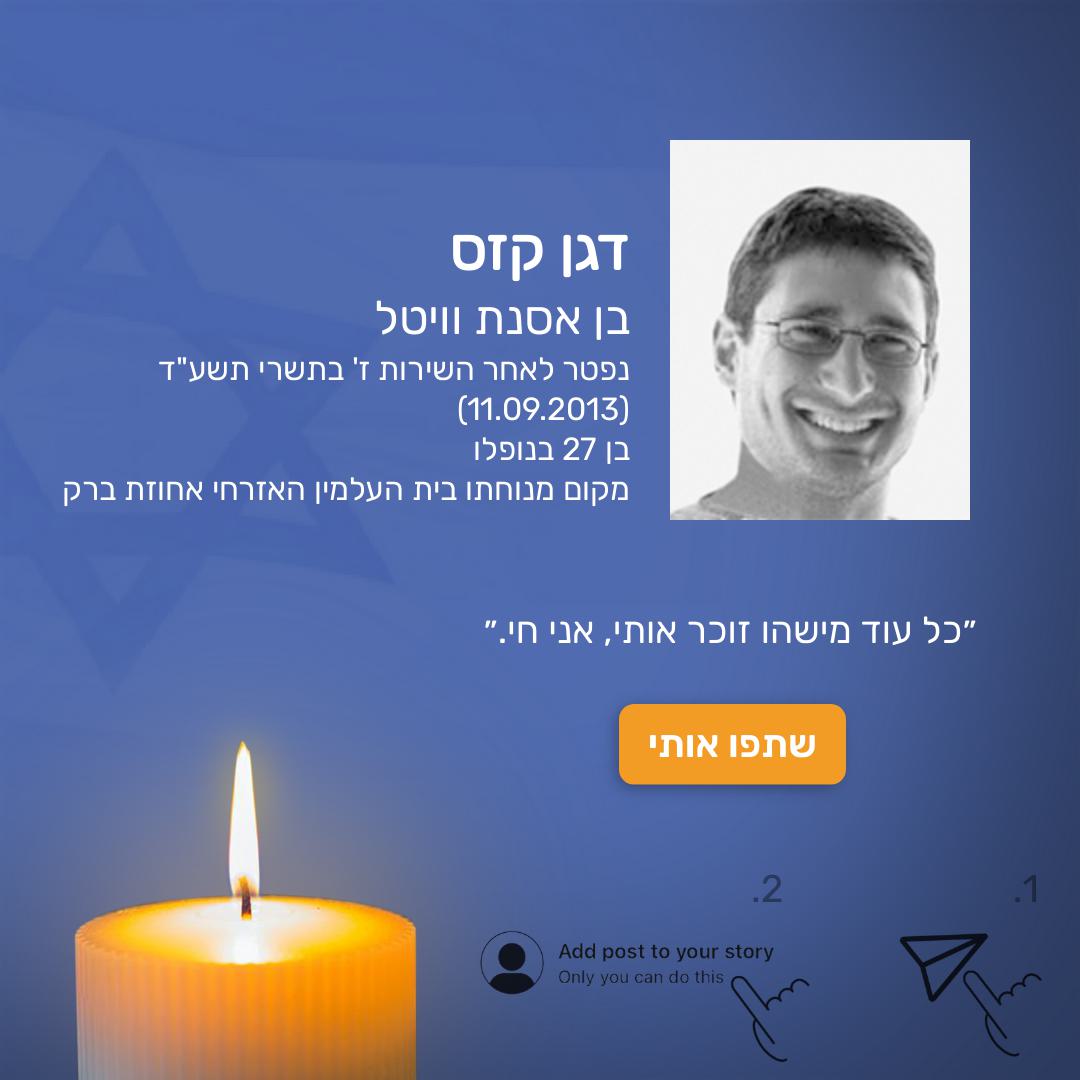 דגן קזס
בן אסנת וויטל
נפטר לאחר השירות ז' בתשרי תשע"ד
(11.09.2013)
בן 27 בנופלו
מקום מנוחתו בית העלמין האזרחי אחוזת ברק
״כל עוד מישהו זוכר אותי, אני חי.״
שתפו אותי
1.
2.
Add post to your story
Only you can do this